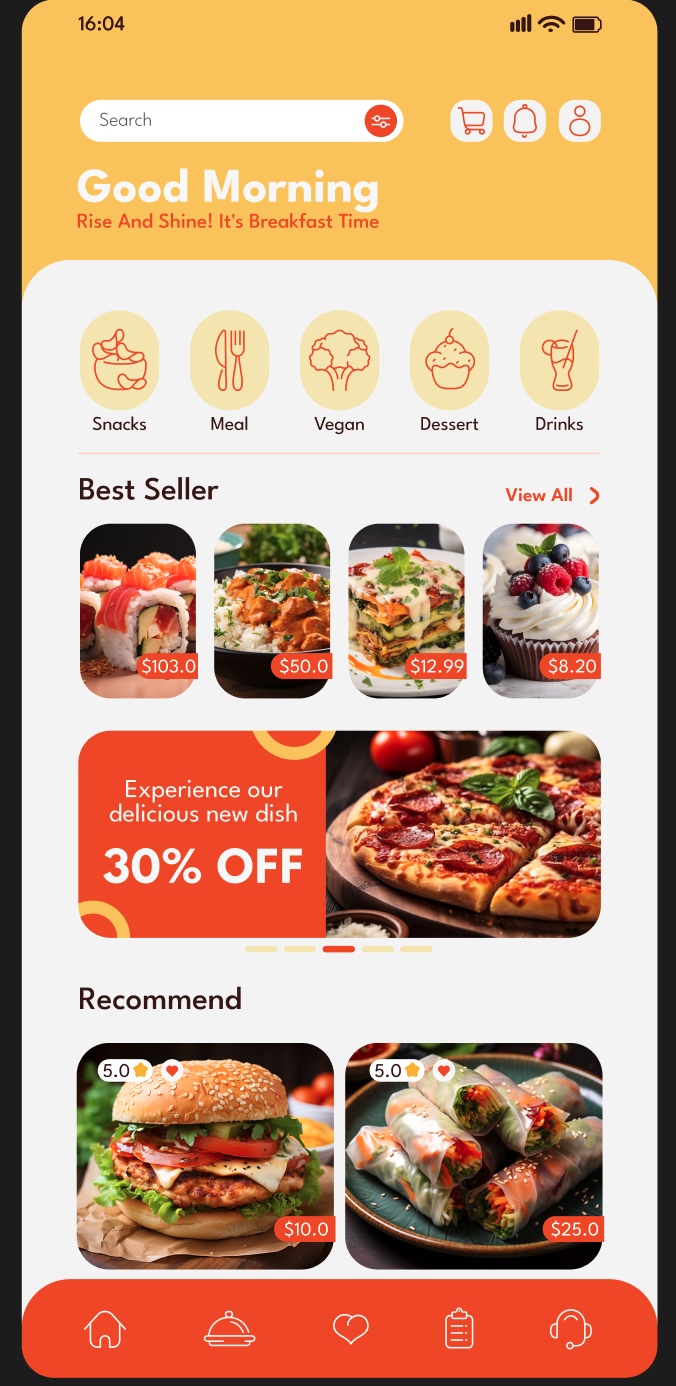 16:04
Search
Good Morning
Rise And Shine! It's Breakfast Time
Snacks
Meal
Vegan
Dessert
Drinks
Best Seller
View All
$103.0
$50.0
$12.99
$8.20
Experience our
delicious new dish
30% OFF
Recommend
5.0
5.0
$10.0
$25.0